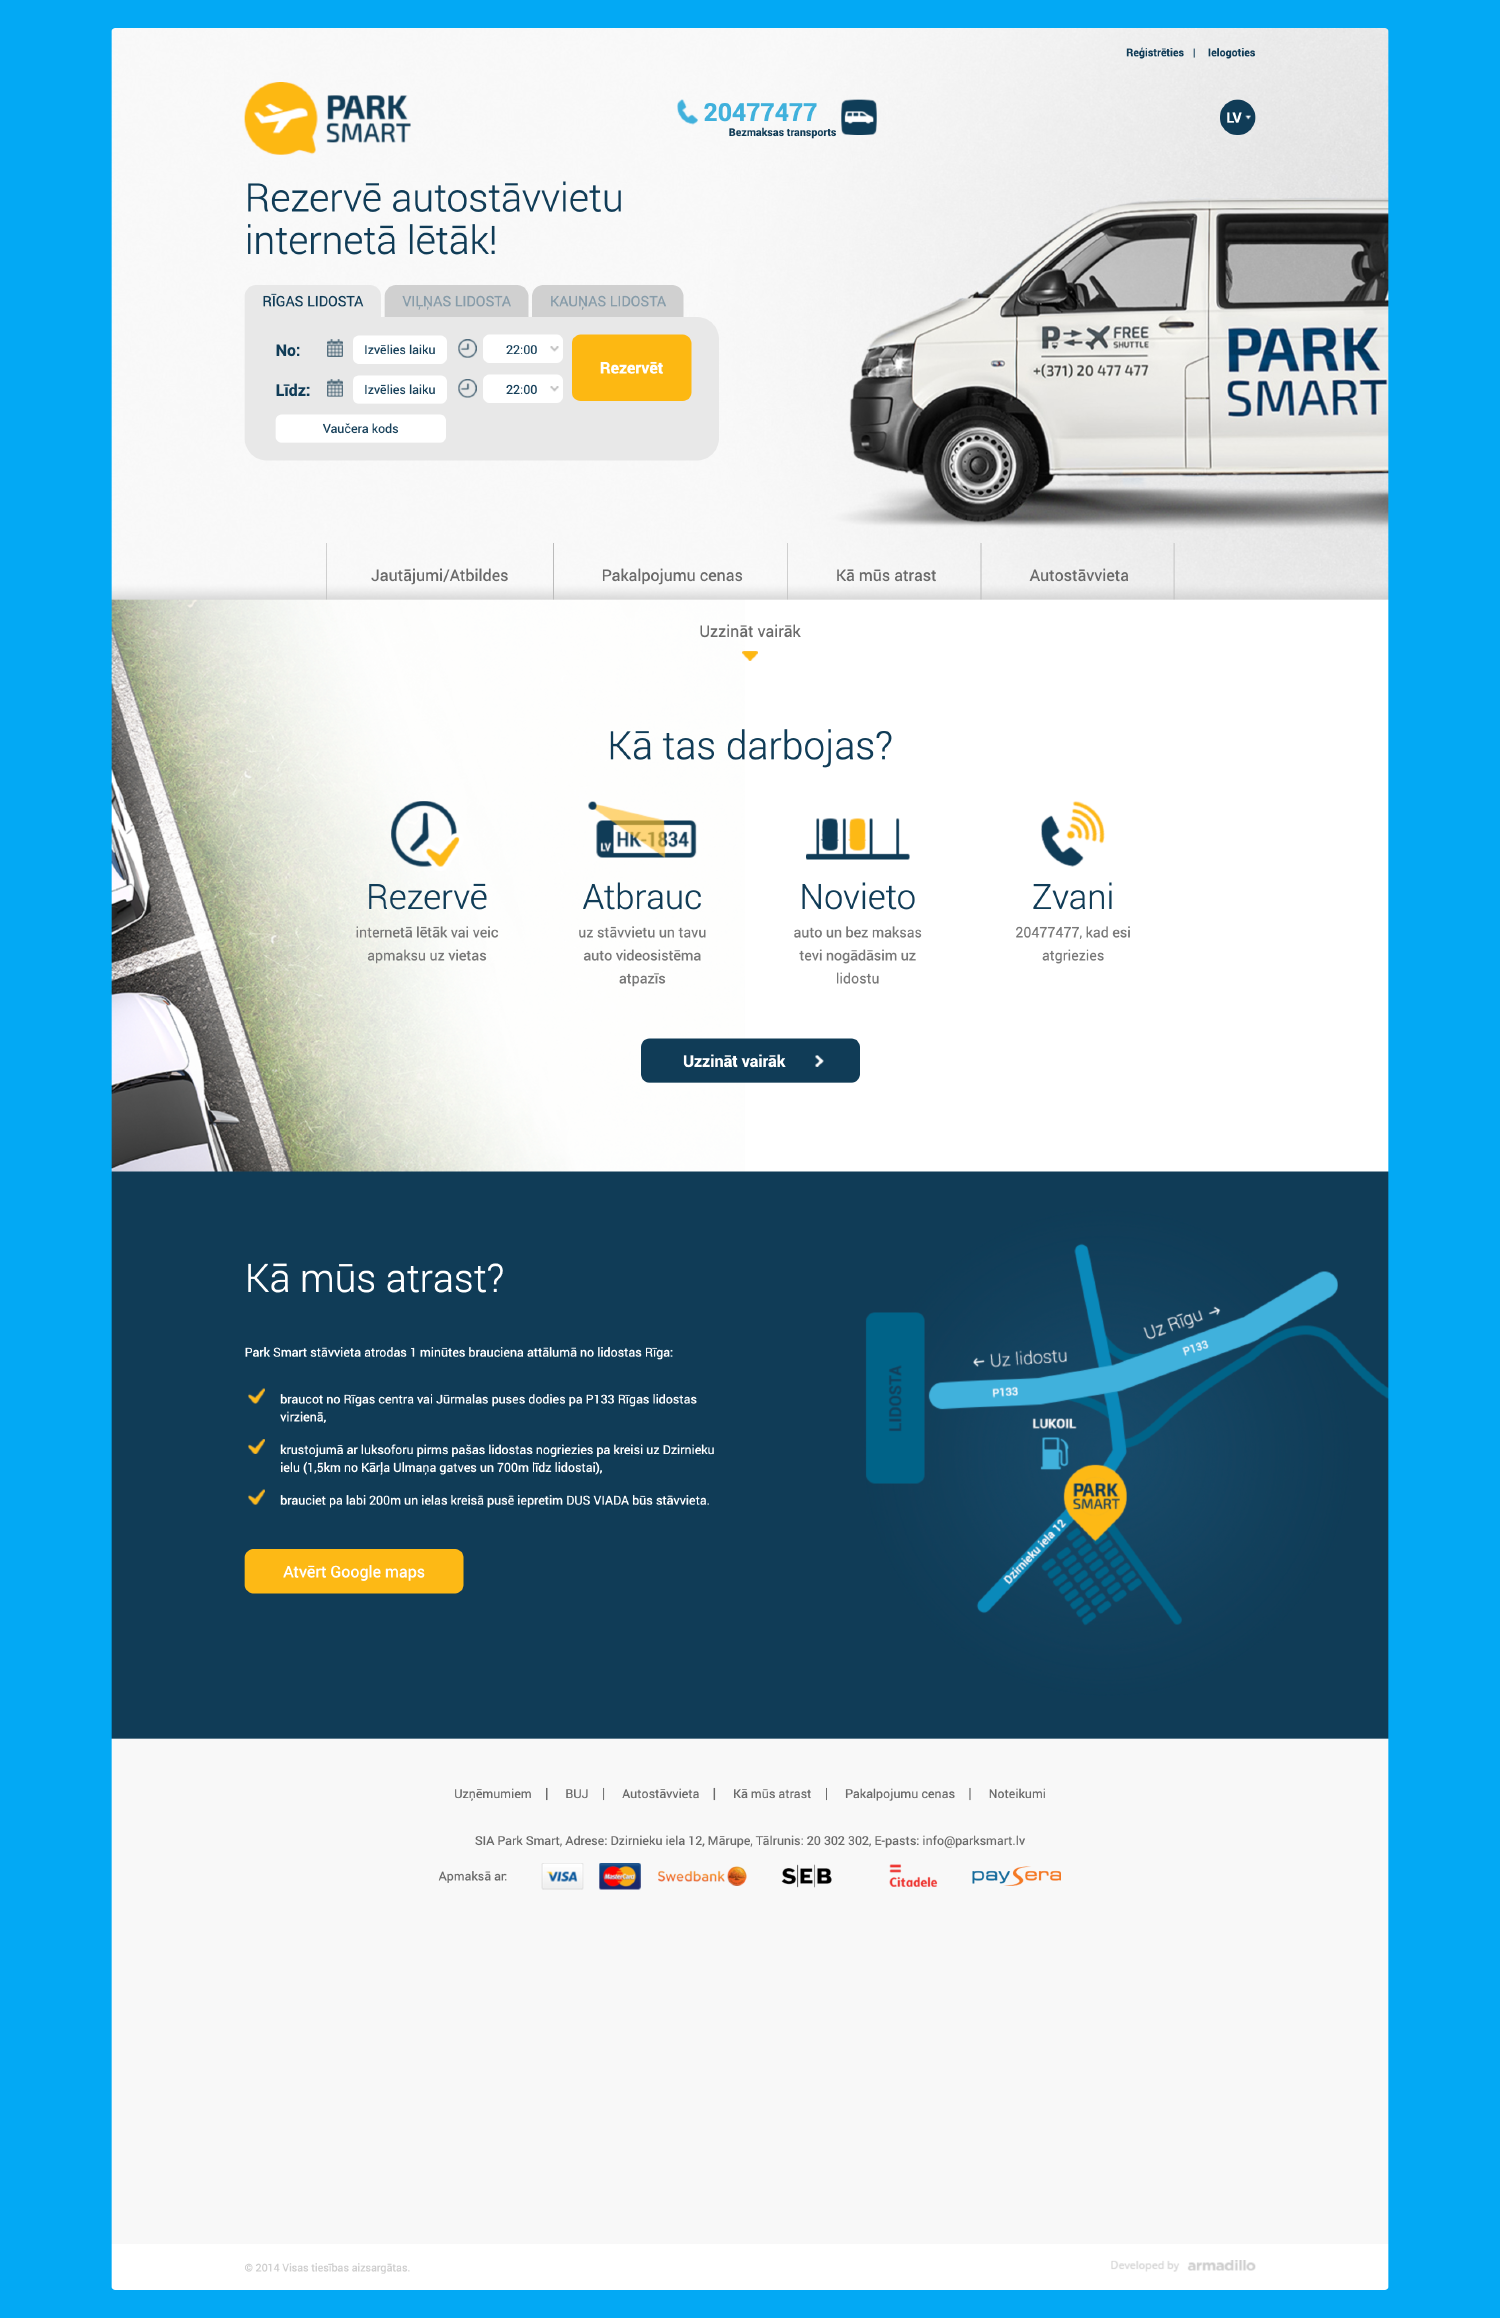 Reģistrēties | Ielogoties
PARK
SMART
20477477
Bezmaksas transports
LV
Rezervē autostāvvietu
internetā lētāk!
RĪGAS LIDOSTA VIĻŅAS LIDOSTA KAUŅAS LIDOSTA
No: Izvēlies laiku 22:00
Līdz: Izvēlies laiku 22:00
Rezervēt
Vaučera kods
P FREE
SHUTTLE
+(371) 20 477 477
PARK
SMART
Jautājumi/Atbildes Pakalpojumu cenas Kā mūs atrast Autostāvvieta
Uzzināt vairāk
Kā tas darbojas?
LV HK-1834
Rezervē
internetā lētāk vai veic
apmaksu uz vietas
Atbrauc
uz stāvvietu un tavu
auto videosistēma
atpazīs
Novieto
auto un bez maksas
tevi nogādāsim uz
lidostu
Zvani
20477477, kad esi
atgriezies
Uzzināt vairāk
Kā mūs atrast?
Park Smart stāvvieta atrodas 1 minūtes brauciena attālumā no lidostas Rīga:
braucot no Rīgas centra vai Jūrmalas puses dodies pa P133 Rīgas lidostas
virzienā,
krustojumā ar luksoforu pirms pašas lidostas nogriezies pa kreisi uz Dzirnieku
ielu (1,5km no Kārļa Ulmaņa gatves un 700m līdz lidostai),
brauciet pa labi 200m un ielas kreisā pusē iepretim DUS VIADA būs stāvvieta.
Atvērt Google maps
Uz Rīgu →
P133
← Uz lidostu
P133
LIDOSTA
LUKOIL
PARK
SMART
Dzirnieku iela 12
Uzņēmumiem | BUJ | Autostāvvieta | Kā mūs atrast | Pakalpojumu cenas | Noteikumi
SIA Park Smart, Adrese: Dzirnieku iela 12, Mārupe, Tālrunis: 20 302 302, E-pasts: info@parksmart.lv
Apmaksā ar: VISA MasterCard Swedbank SEB Citadele paysera
© 2014 Visas tiesības aizsargātas.
Developed by armadillo